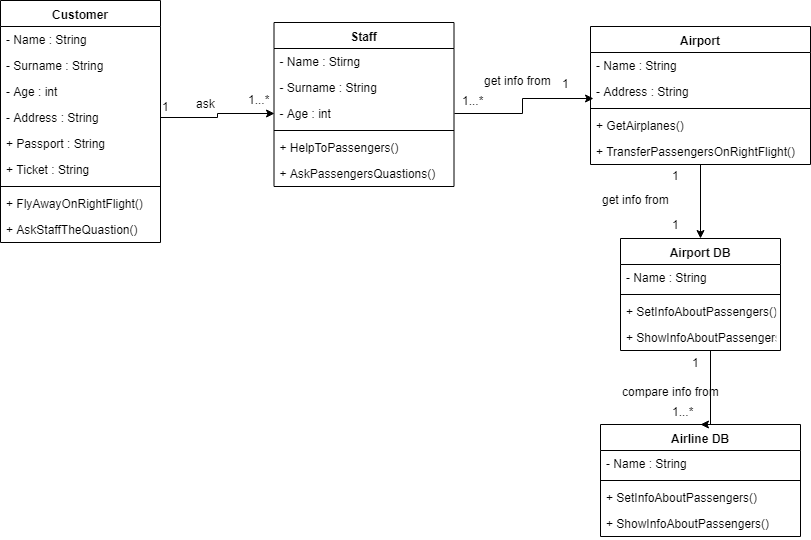 Customer
- Name : String
- Surname : String
- Age : int
- Address : String
+ Passport : String
+ Ticket : String
+ FlyAwayOnRightFlight()
+ AskStaffTheQuastion()
1
ask
1...*
Staff
- Name : Stirng
- Surname : String
- Age : int
+ HelpToPassengers()
+ AskPassengersQuastions()
1...*
get info from
1
Airport
- Name : String
- Address : String
+ GetAirplanes()
+ TransferPassengersOnRightFlight()
1
get info from
1
Airport DB
- Name : String
+ SetInfoAboutPassengers()
+ ShowInfoAboutPassenger
1
compare info from
1...*
Airline DB
- Name : String
+ SetInfoAboutPassengers()
+ ShowInfoAboutPassengers()